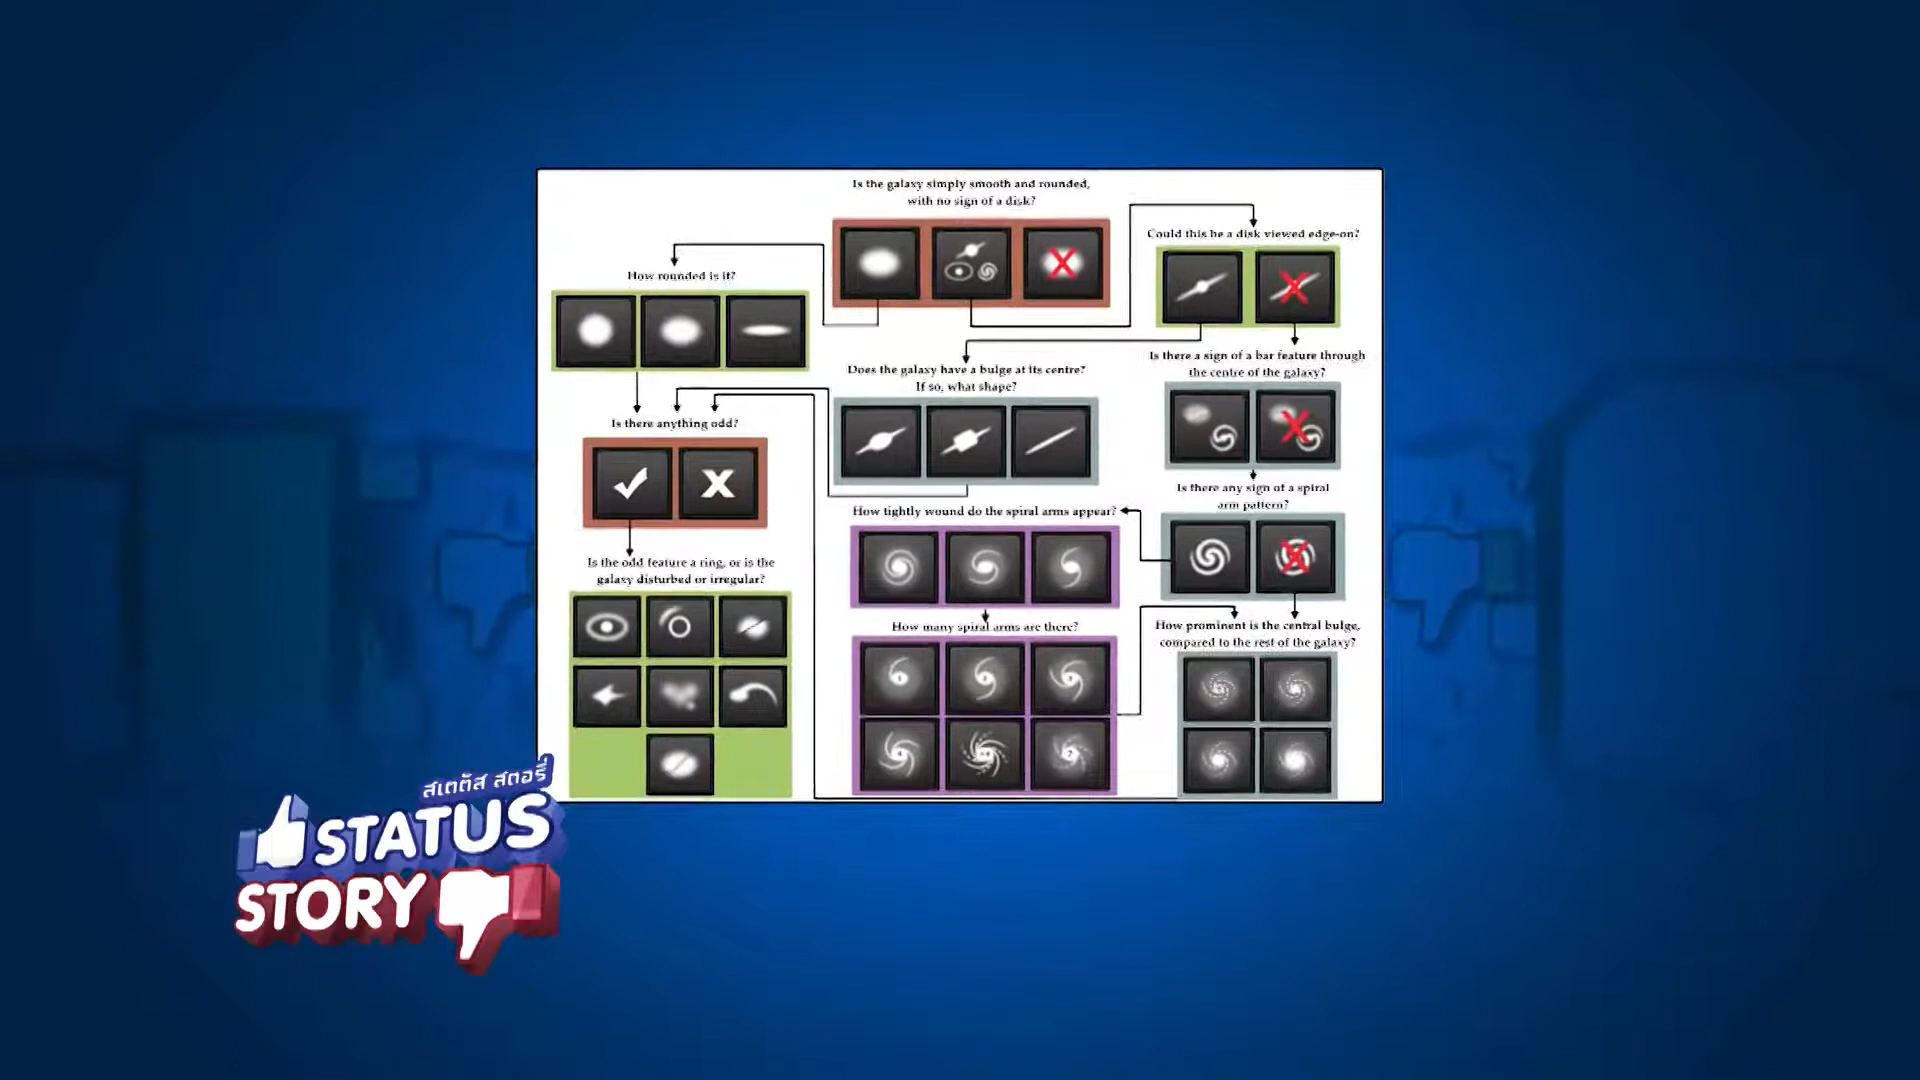 Is the galaxy simply smooth and rounded,
with no sign of a disk?
Could this be a disk viewed edge-on?
How rounded is it?
Does the galaxy have a bulge at its centre?
If so, what shape?
Is there a sign of a bar feature through
the centre of the galaxy?
Is there anything odd?
Is there any sign of a spiral
arm pattern?
How tightly wound do the spiral arms appear?
Is the odd feature a ring, or is the
galaxy disturbed or irregular?
How many spiral arms are there?
How prominent is the central bulge,
compared to the rest of the galaxy?
สเตตัส สตอรี่
STATUS
STORY